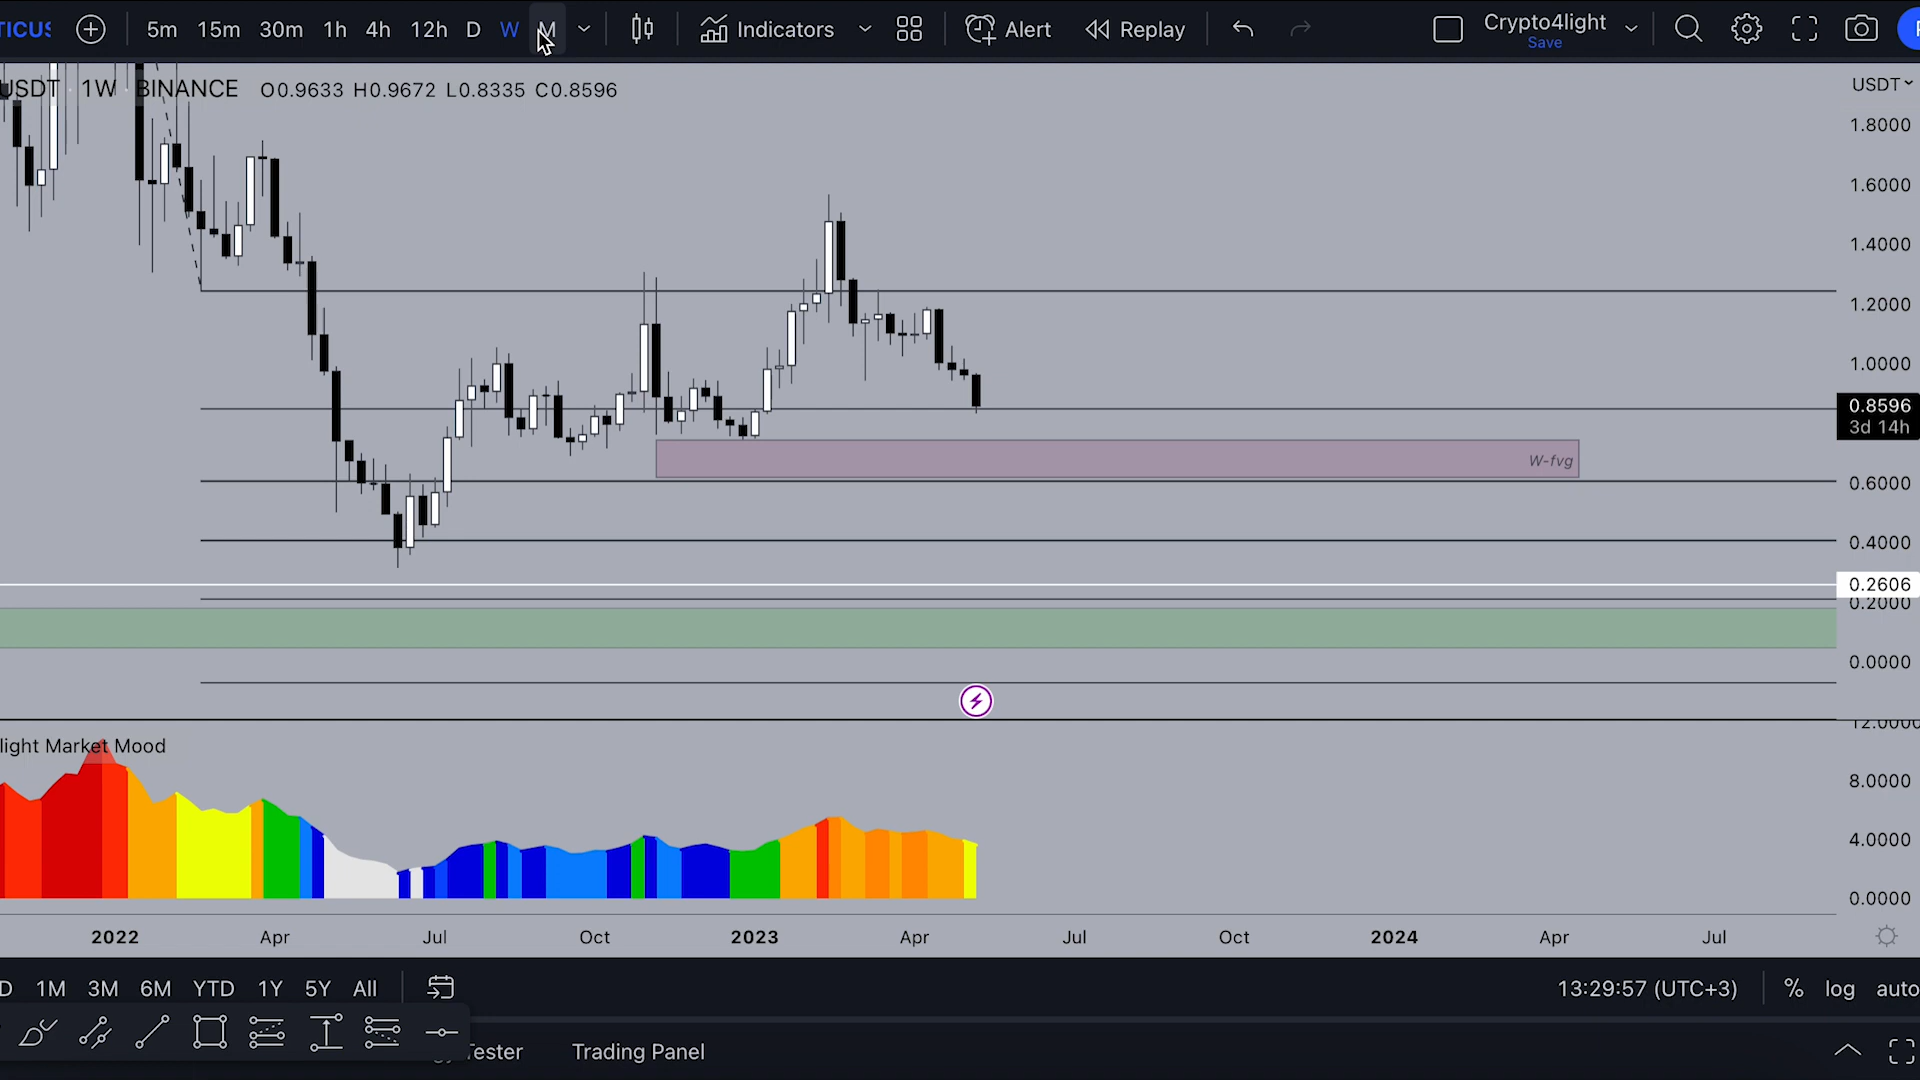 TICUS 5m 15m 30m 1h 4h 12h D W M Indicators Alert Replay Crypto4light
Save
USDT 1W BINANCE O0.9633 H0.9672 L0.8335 C0.8596
USDT
1.8000
1.6000
1.4000
1.2000
1.0000
0.8596
3d 14h
W-fvg
0.6000
0.4000
0.2606
0.2000
0.0000
12.0000
light Market Mood
8.0000
4.0000
0.0000
2022 Apr Jul Oct 2023 Apr Jul Oct 2024 Apr Jul
D 1M 3M 6M YTD 1Y 5Y All 13:29:57 (UTC+3) % log auto
Tester Trading Panel